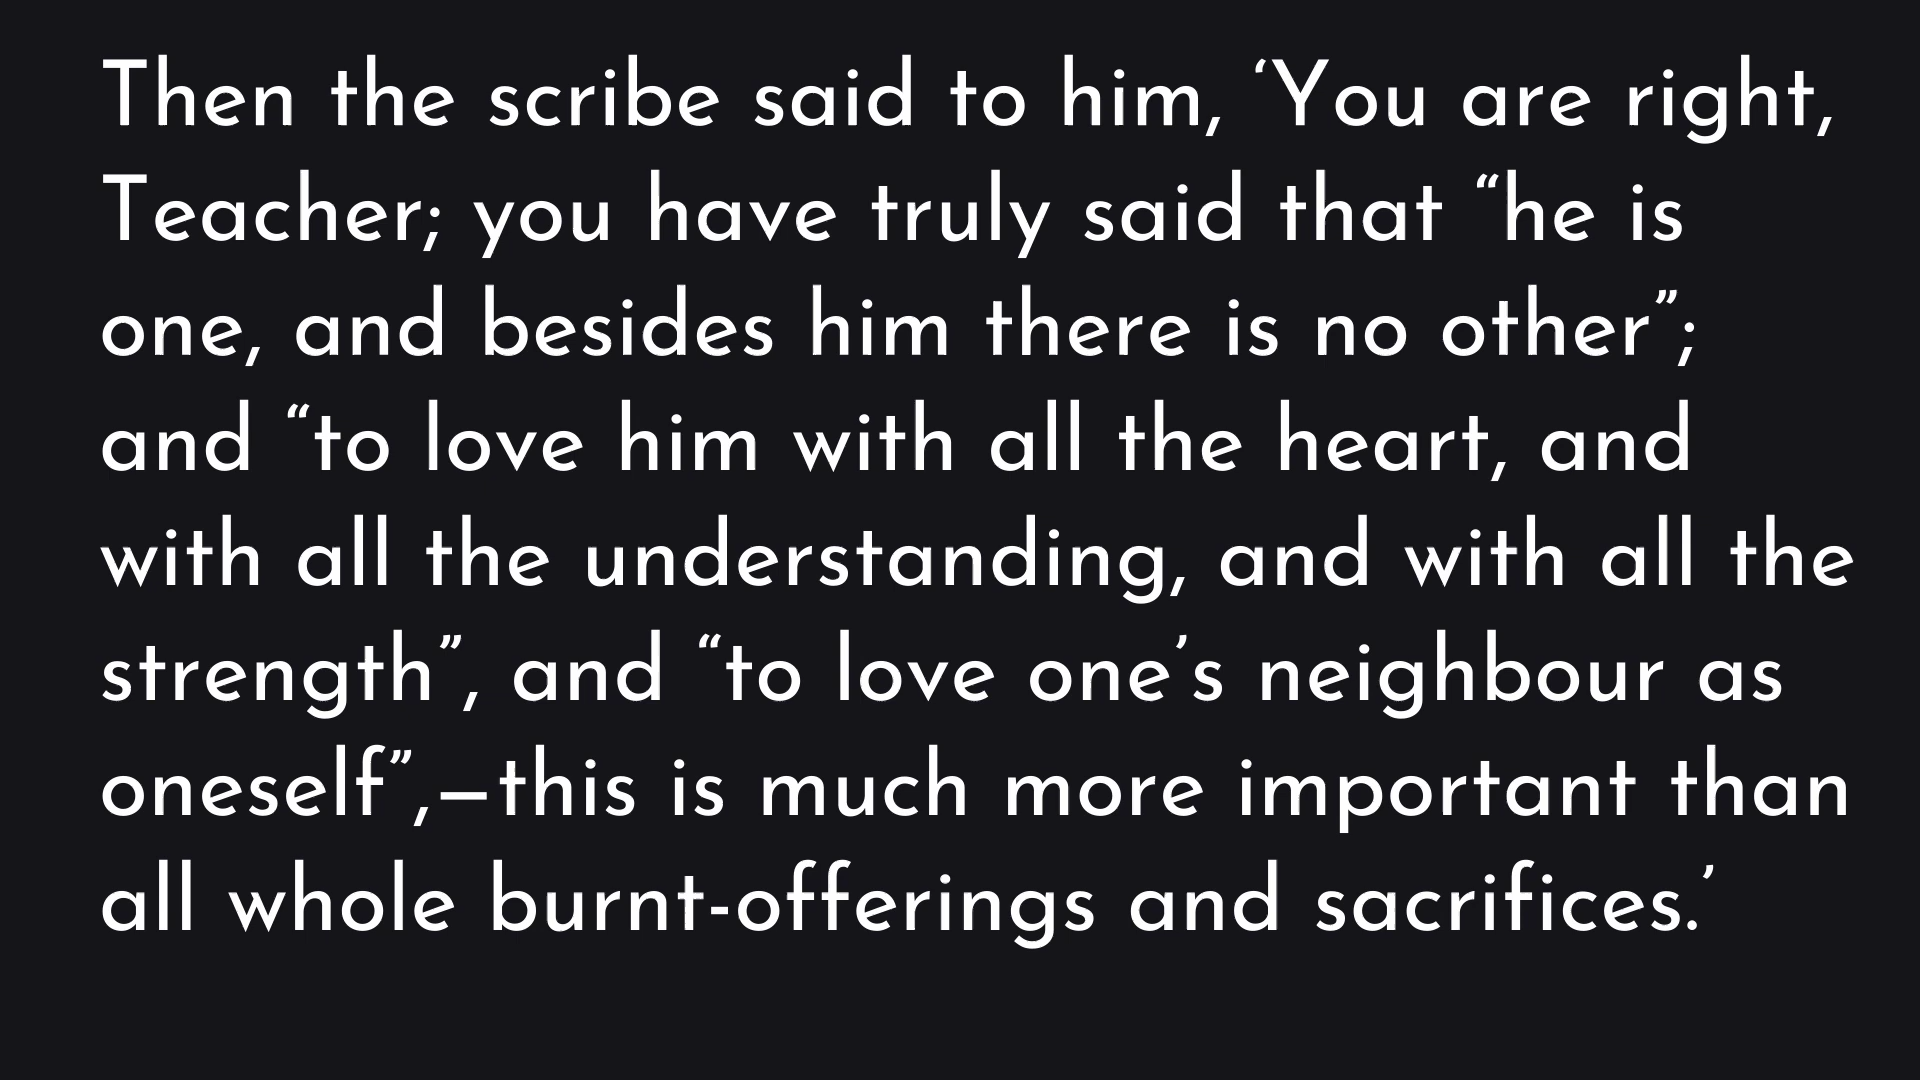 Then the scribe said to him, ‘You are right,
Teacher; you have truly said that “he is
one, and besides him there is no other”;
and “to love him with all the heart, and
with all the understanding, and with all the
strength”, and “to love one’s neighbour as
oneself”,—this is much more important than
all whole burnt-offerings and sacrifices.’